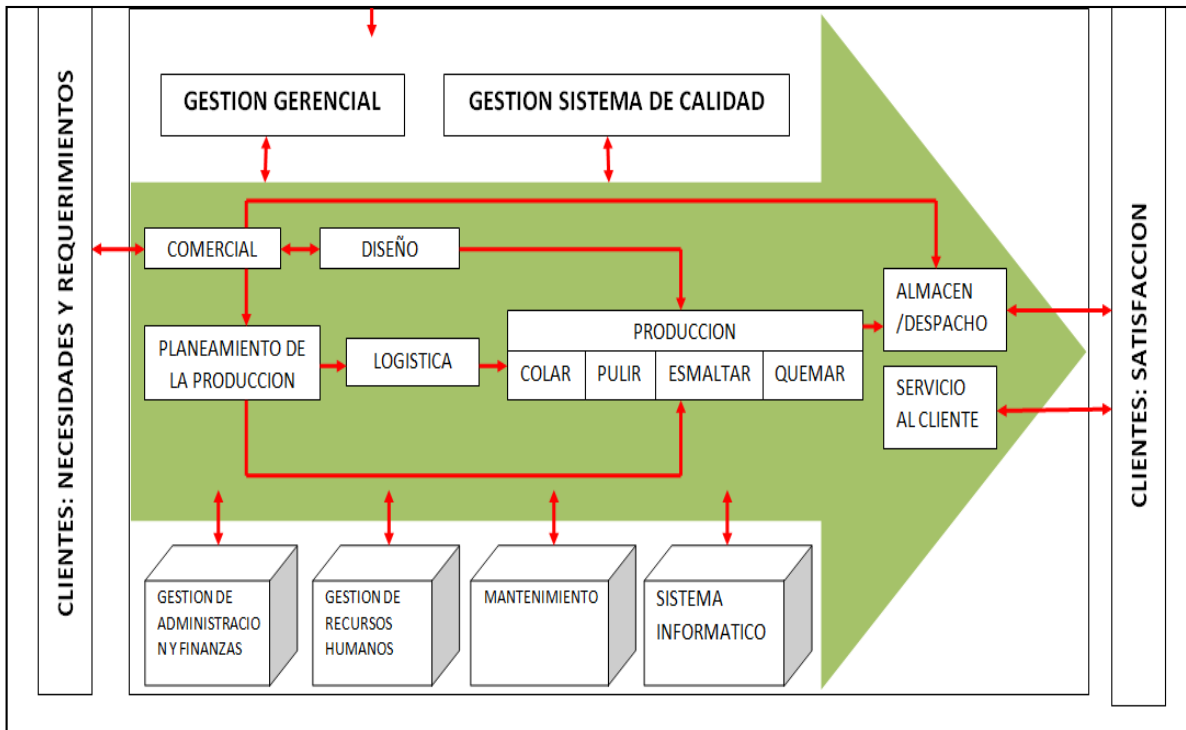 CLIENTES: NECESIDADES Y REQUERIMIENTOS
GESTION GERENCIAL
GESTION SISTEMA DE CALIDAD
COMERCIAL
DISEÑO
PLANEAMIENTO DE
LA PRODUCCION
LOGISTICA
PRODUCCION
COLAR
PULIR
ESMALTAR
QUEMAR
ALMACEN
/DESPACHO
SERVICIO
AL CLIENTE
GESTION DE
ADMINISTRACIO
N Y FINANZAS
GESTION DE
RECURSOS
HUMANOS
MANTENIMIENTO
SISTEMA
INFORMATICO
CLIENTES: SATISFACCION